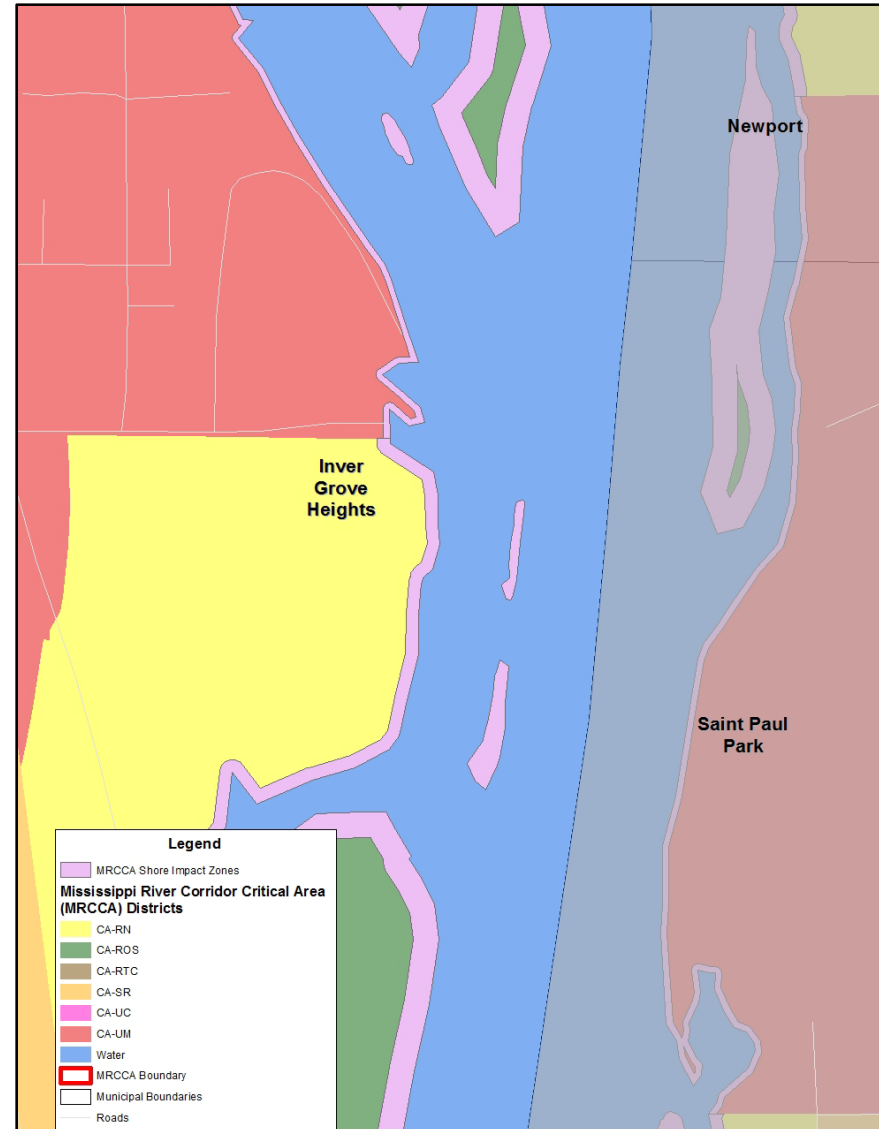 Newport
Inver
Grove
Heights
Saint Paul
Park
Legend
MRCCA Shore Impact Zones
Mississippi River Corridor Critical Area
(MRCCA) Districts
CA-RN
CA-ROS
CA-RTC
CA-SR
CA-UC
CA-UM
Water
MRCCA Boundary
Municipal Boundaries
Roads